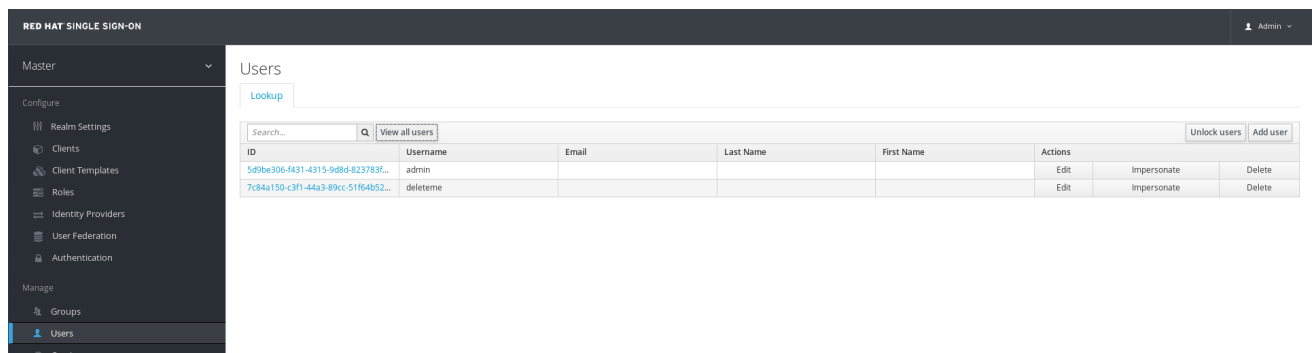 RED HAT SINGLE SIGN-ON
Admin
Master
Users
Lookup
Configure
Realm Settings
Clients
Client Templates
Roles
Identity Providers
User Federation
Authentication
Manage
Groups
Users
Search...
View all users
Unlock users
Add user
ID Username Email Last Name First Name Actions
5d9be306-f431-4315-9d8d-823783f... admin Edit Impersonate Delete
7c84a150-c3f1-44a3-89cc-51f64b52... deleteme Edit Impersonate Delete